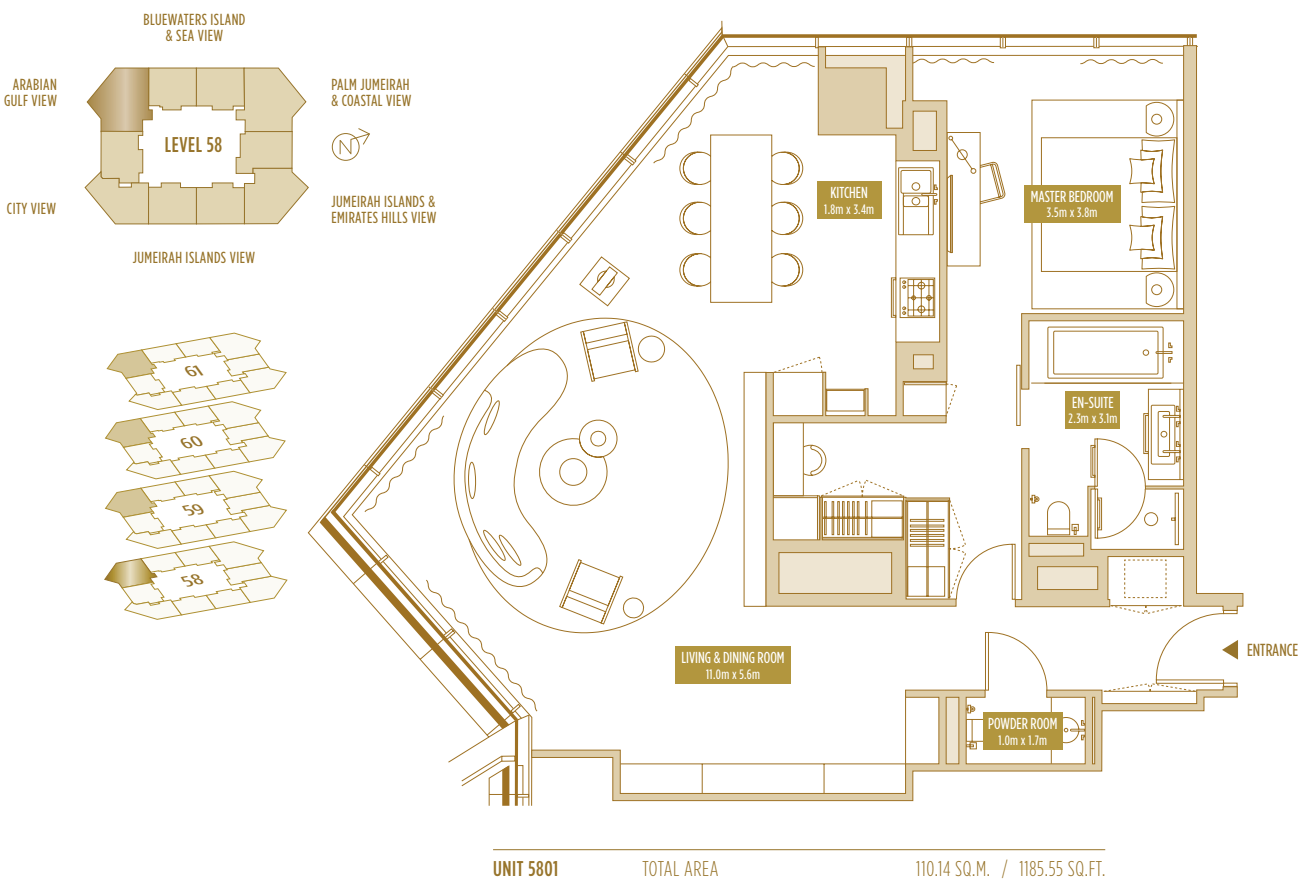 BLUEWATERS ISLAND
& SEA VIEW
ARABIAN
GULF VIEW
PALM JUMEIRAH
& COASTAL VIEW
LEVEL 58
N
CITY VIEW
JUMEIRAH ISLANDS &
EMIRATES HILLS VIEW
JUMEIRAH ISLANDS VIEW
61
60
59
58
KITCHEN
1.8m x 3.4m
MASTER BEDROOM
3.5m x 3.8m
EN-SUITE
2.3m x 3.1m
LIVING & DINING ROOM
11.0m x 5.6m
ENTRANCE
POWDER ROOM
1.0m x 1.7m
UNIT 5801 TOTAL AREA 110.14 SQ.M. / 1185.55 SQ.FT.